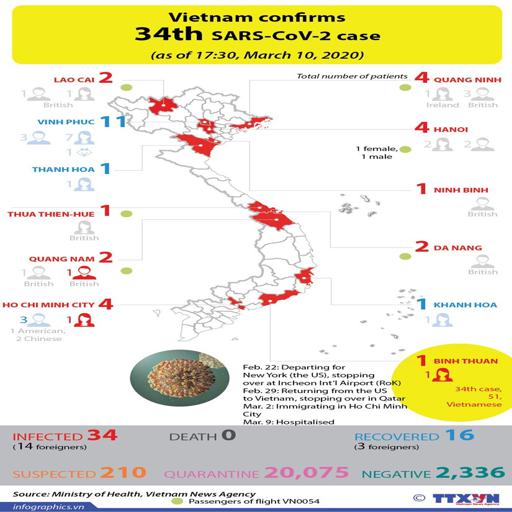 Vietnam confirms
34th SARS-CoV-2 case
(as of 17:30, March 10, 2020)
Total number of patients
LAO CAI 2
1 1
British
4 QUANG NINH
1 3
Ireland British
VINH PHUC 11
3 7
1
4 HANOI
2 2
1 female,
1 male
British
THANH HOA 1
1
1 NINH BINH
British
THUA THIEN-HUE 1
British
2 DA NANG
British
QUANG NAM 2
1 1
British British
1 KHANH HOA
1
HO CHI MINH CITY 4
3 1
1 American,
2 Chinese
1 BINH THUAN
1
34th case,
51,
Vietnamese
Feb. 22: Departing for
New York (the US), stopping
over at Incheon Int'l Airport (RoK)
Feb. 29: Returning from the US
to Vietnam, stopping over in Qatar
Mar. 2: Immigrating in Ho Chi Minh
City
Mar. 9: Hospitalised
INFECTED 34
(14 foreigners)
DEATH 0
RECOVERED 16
(3 foreigners)
SUSPECTED 210
QUARANTINE 20,075
NEGATIVE 2,336
Source: Ministry of Health, Vietnam News Agency
Passengers of flight VN0054
infographics.vn
© TTXVN